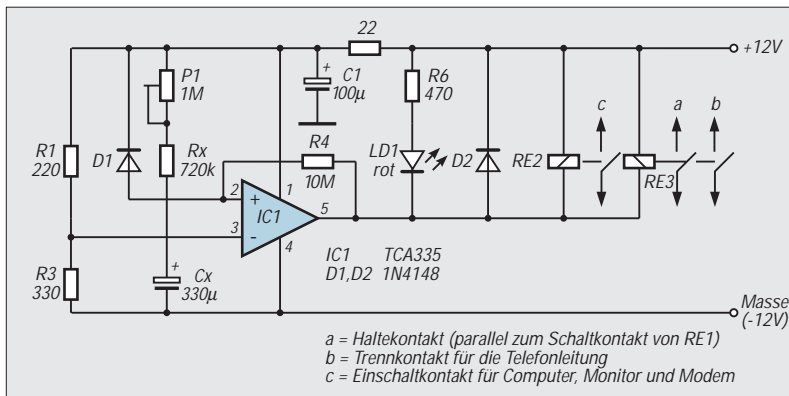 22
+12V
P1
1M
+
C1
100µ
R6
470
c
a
b
R1
220
D1
Rx
720k
R4
10M
LD1
rot
D2
RE2
RE3
2
+
1
IC1
5
3
-
4
R3
330
+
Cx
330µ
IC1 TCA335
D1,D2 1N4148
Masse
(-12V)
a = Haltekontakt (parallel zum Schaltkontakt von RE1)
b = Trennkontakt für die Telefonleitung
c = Einschaltkontakt für Computer, Monitor und Modem